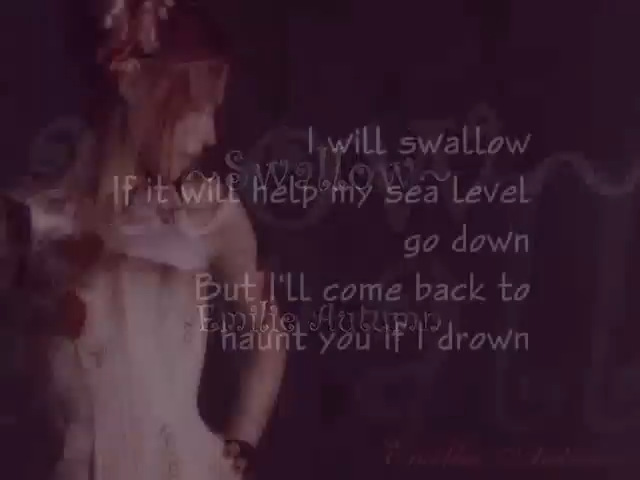 I will swallow
~Swallow~
If it will help my sea level
go down
But I'll come back to
Emilie Autumn
haunt you if I drown